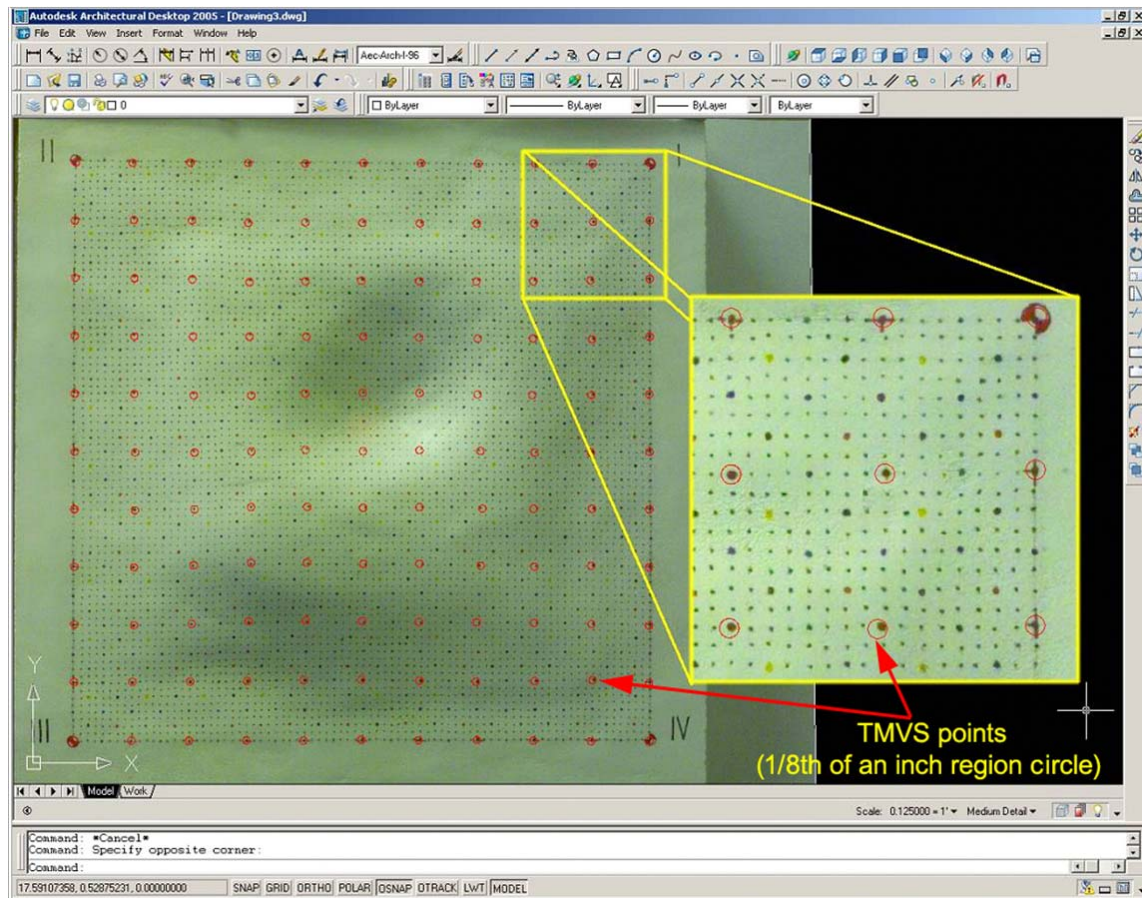 Autodesk Architectural Desktop 2005 - [Drawing3.dwg]
File Edit View Insert Format Window Help
Aec-Arch-I-96
0 ByLayer ByLayer ByLayer ByLayer
II I
III IV
Y
X
TMVS points
(1/8th of an inch region circle)
Model Work
Scale: 0.125000 = 1' Medium Detail
Command: *Cancel*
Command: Specify opposite corner:
Command:
17.59107358, 0.52875231, 0.00000000 SNAP GRID ORTHO POLAR OSNAP OTRACK LWT MODEL